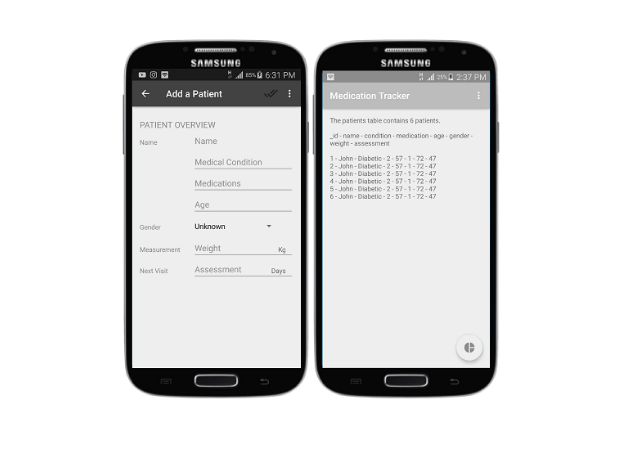 SAMSUNG
85% 6:31 PM
Add a Patient
PATIENT OVERVIEW
Name Name
Medical Condition
Medications
Age
Gender Unknown
Measurement Weight Kg
Next Visit Assessment Days
SAMSUNG
25% 2:37 PM
Medication Tracker
The patients table contains 6 patients.
_id - name - condition - medication - age - gender -
weight - assessment
1 - John - Diabetic - 2 - 57 - 1 - 72 - 47
2 - John - Diabetic - 2 - 57 - 1 - 72 - 47
3 - John - Diabetic - 2 - 57 - 1 - 72 - 47
4 - John - Diabetic - 2 - 57 - 1 - 72 - 47
5 - John - Diabetic - 2 - 57 - 1 - 72 - 47
6 - John - Diabetic - 2 - 57 - 1 - 72 - 47